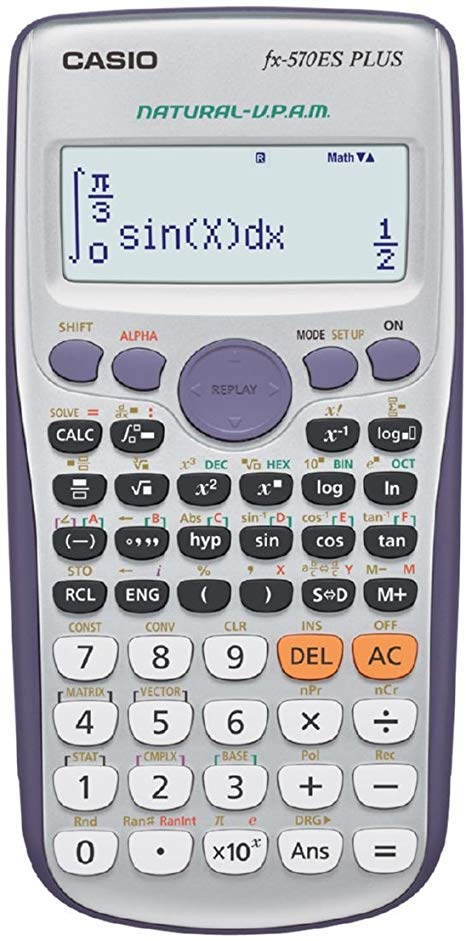 CASIO fx-570ES PLUS
NATURAL-V.P.A.M.
R Math▼▲
∫ π/3 0 sin(X)dx 1/2
SHIFT ALPHA MODE SETUP ON
REPLAY
SOLVE = d/dx■ : x! Σ
CALC ∫■ x⁻¹ log■□
■ ³√■ x³ DEC ■√□ HEX 10■ BIN e■ OCT
√■ x² x■ log ln
∠ A ← B Abs C sin⁻¹ D cos⁻¹ E tan⁻¹ F
(—) °,,, hyp sin cos tan
STO ← i % , X a b/c⇔d/c Y M− M
RCL ENG ( ) S⇔D M+
CONST CONV CLR INS OFF
7 8 9 DEL AC
MATRIX VECTOR nPr nCr
4 5 6 × ÷
STAT CMPLX BASE Pol Rec
1 2 3 + −
Rnd Ran# RanInt π e DRG▶
0 • ×10ˣ Ans =